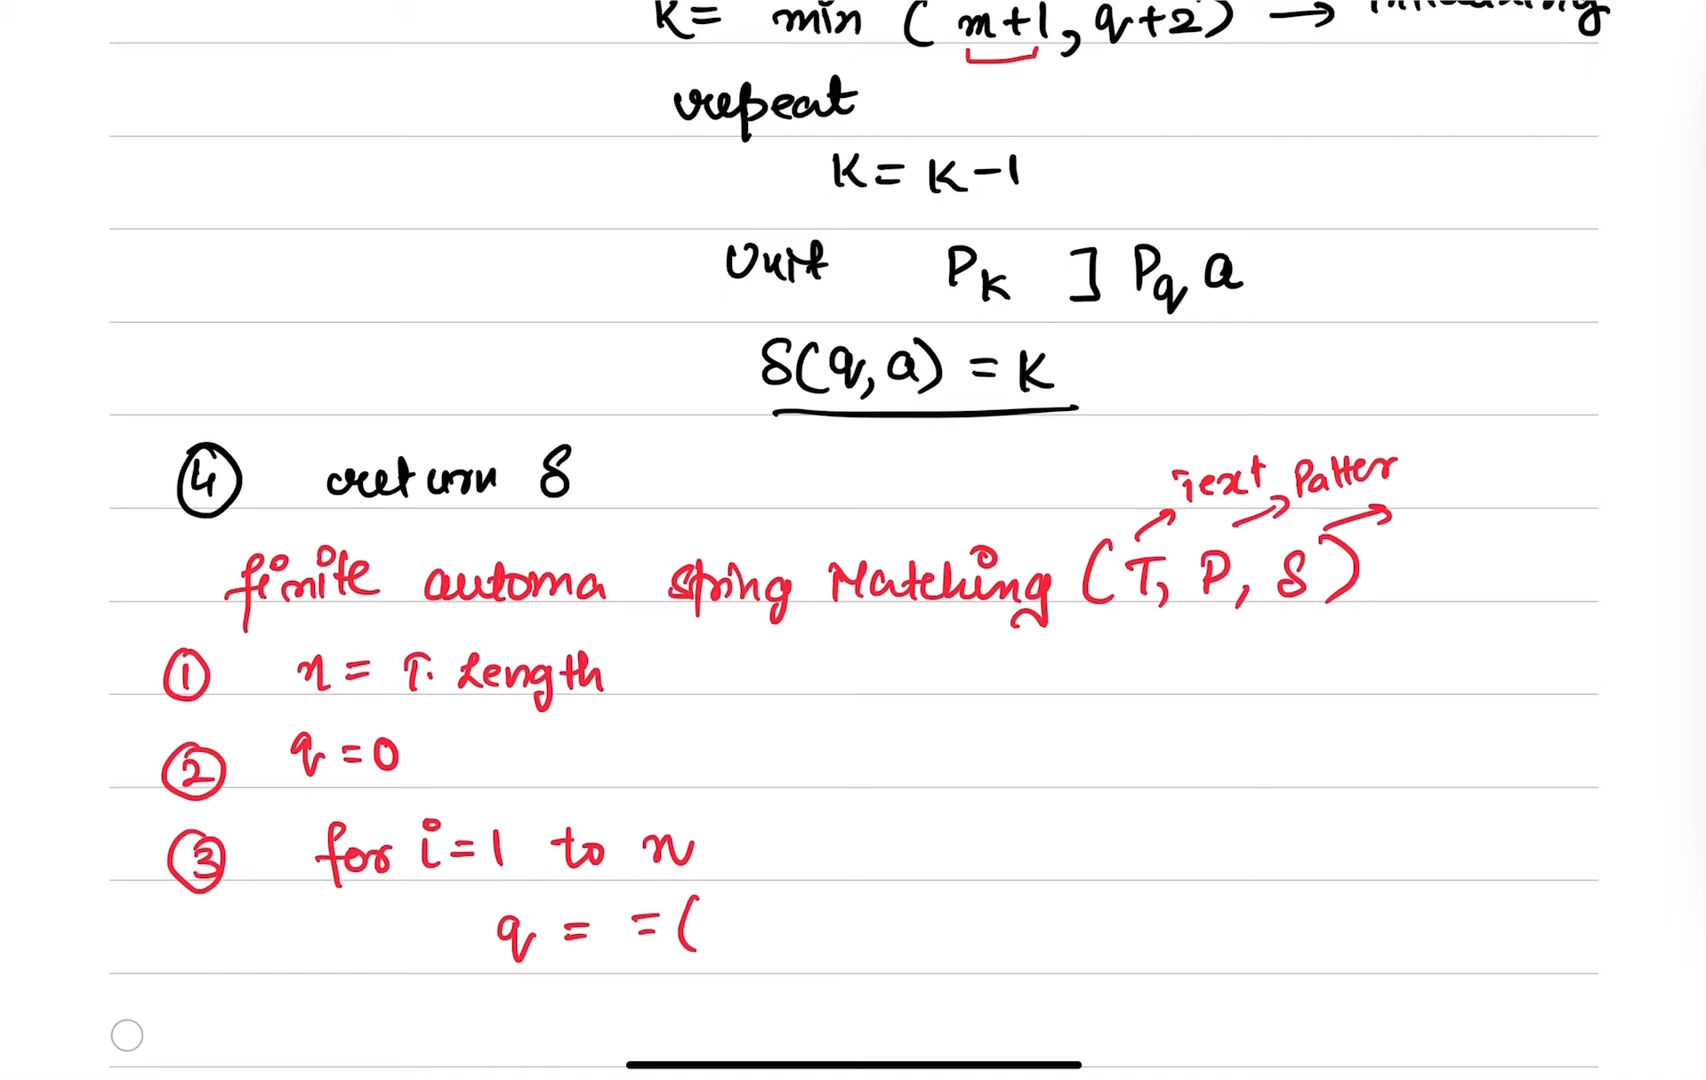 K = min ( m+1, q+2 ) →
repeat
K = K - 1
Unit P_K ] P_q a
δ(q, a) = K
④ return δ
Text Patter
finite automa string Matching ( T, P, δ )
① n = T. Length
② q = 0
③ for i = 1 to n
q = = (